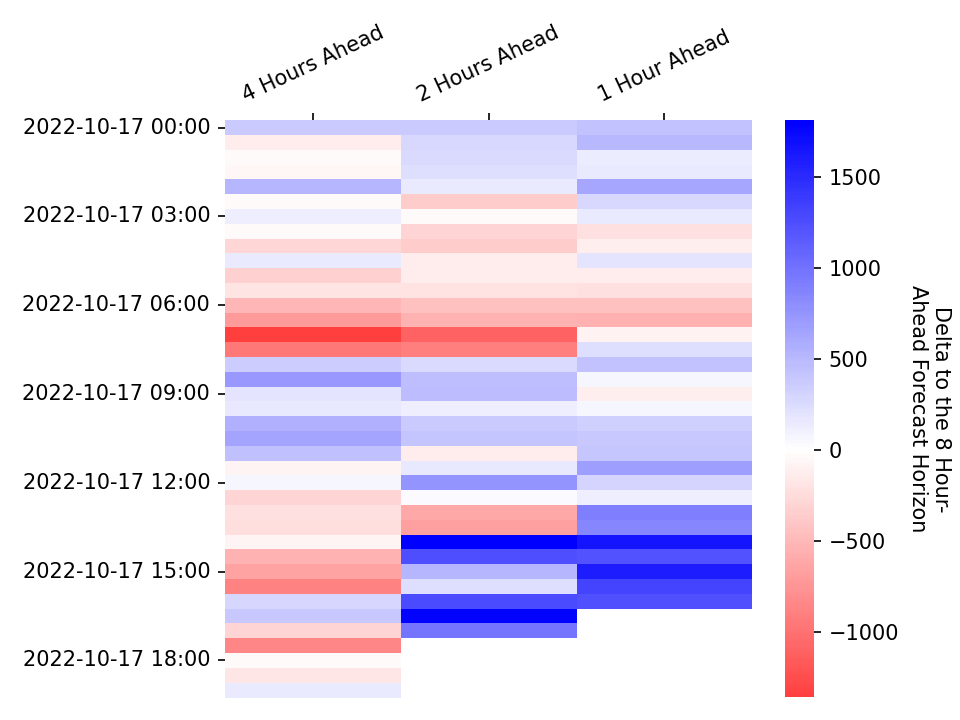 4 Hours Ahead
2 Hours Ahead
1 Hour Ahead
2022-10-17 00:00
2022-10-17 03:00
2022-10-17 06:00
2022-10-17 09:00
2022-10-17 12:00
2022-10-17 15:00
2022-10-17 18:00
1500
1000
500
0
−500
−1000
Delta to the 8 Hour-
Ahead Forecast Horizon